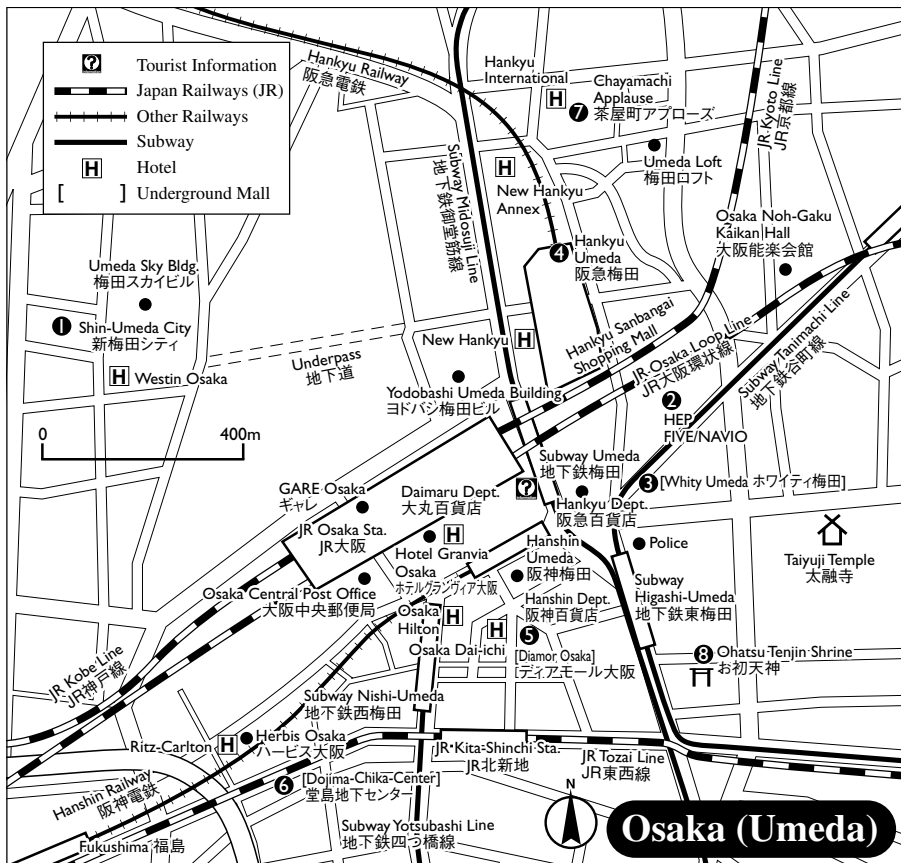 ?
Tourist Information
Japan Railways (JR)
Other Railways
Subway
H
Hotel
[ ]
Underground Mall
Hankyu Railway
阪急電鉄
Hankyu
International
H
7
Chayamachi
Applause
茶屋町アプローズ
JR Kyoto Line
JR京都線
Subway Midosuji Line
地下鉄御堂筋線
H
New Hankyu
Annex
Umeda Loft
梅田ロフト
Osaka Noh-Gaku
Kaikan Hall
大阪能楽会館
4
Hankyu
Umeda
阪急梅田
Umeda Sky Bldg.
梅田スカイビル
1
Shin-Umeda City
新梅田シティ
H
Westin Osaka
Underpass
地下道
New Hankyu
H
Hankyu Sanbangai
Shopping Mall
JR Osaka Loop Line
JR大阪環状線
Subway Tanimachi Line
地下鉄谷町線
Yodobashi Umeda Building
ヨドバシ梅田ビル
2
HEP
FIVE/NAVIO
0
400m
Subway Umeda
地下鉄梅田
3
[Whity Umeda ホワイティ梅田]
GARE Osaka
ギャレ
Daimaru Dept.
大丸百貨店
?
Hankyu Dept.
阪急百貨店
JR Osaka Sta.
JR大阪
H
Hotel Granvia
Osaka
ホテルグランヴィア大阪
Hanshin
Umeda
阪神梅田
Police
Taiyuji Temple
太融寺
Osaka Central Post Office
大阪中央郵便局
Hanshin Dept.
阪神百貨店
Subway
Higashi-Umeda
地下鉄東梅田
Osaka
Hilton
H
Osaka Dai-ichi
H
5
[Diamor Osaka]
[ディアモール大阪
8
Ohatsu Tenjin Shrine
お初天神
JR Kobe Line
JR神戸線
Subway Nishi-Umeda
地下鉄西梅田
Ritz-Carlton
H
Herbis Osaka
ハービス大阪
JR Kita-Shinchi Sta.
JR北新地
JR Tozai Line
JR東西線
Hanshin Railway
阪神電鉄
6
[Dojima-Chika-Center]
堂島地下センター
Fukushima 福島
Subway Yotsubashi Line
地下鉄四つ橋線
N
Osaka (Umeda)